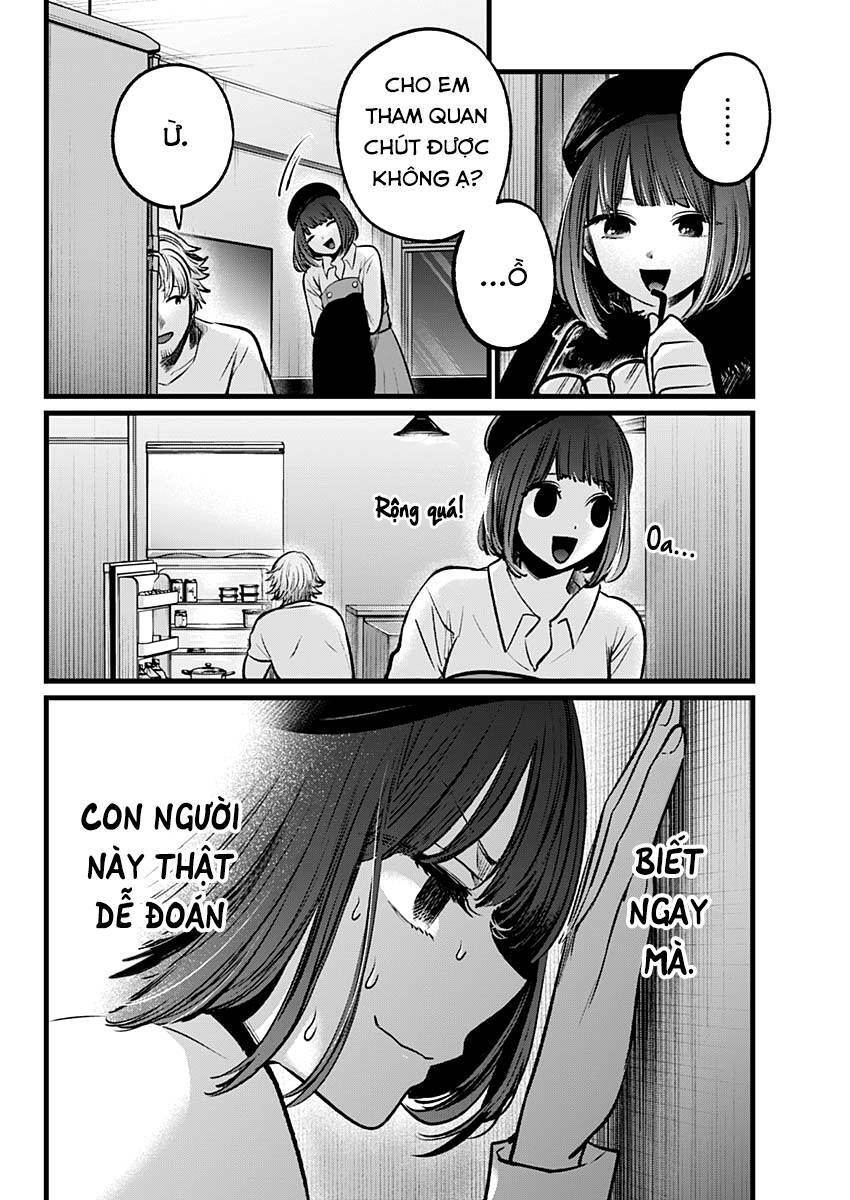 ……
…Ồ
CHO EM
THAM QUAN
CHÚT ĐƯỢC
KHÔNG Ạ?
Ừ.
Oa...
Rộng quá!
BIẾT
NGAY
MÀ.
CON NGƯỜI
NÀY THẬT
DỄ ĐOÁN